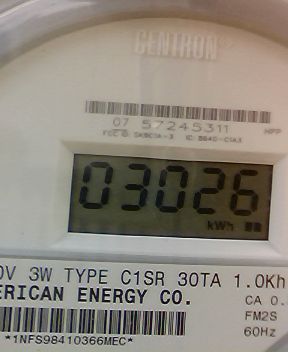 CENTRON
07 57245311 HPP
03026
kWh
0V 3W TYPE C1SR 30TA 1.0Kh
ERICAN ENERGY CO. CA 0.
FM2S
*1NFS98410366MEC* 60Hz